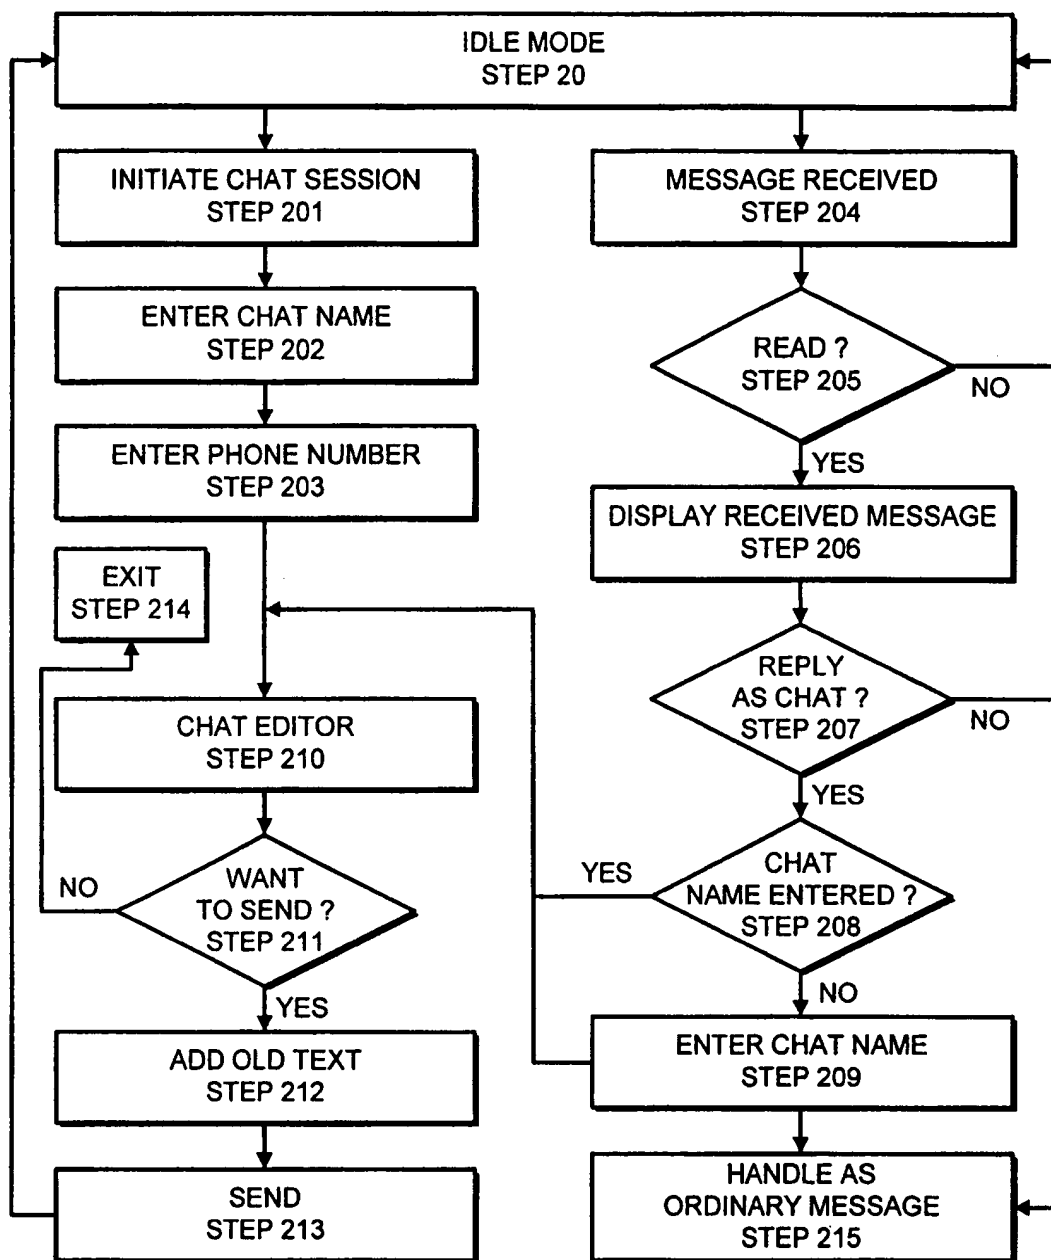 IDLE MODE
STEP 20
INITIATE CHAT SESSION
STEP 201
MESSAGE RECEIVED
STEP 204
ENTER CHAT NAME
STEP 202
READ ?
STEP 205
NO
YES
ENTER PHONE NUMBER
STEP 203
DISPLAY RECEIVED MESSAGE
STEP 206
EXIT
STEP 214
REPLY
AS CHAT ?
STEP 207
NO
YES
CHAT EDITOR
STEP 210
CHAT
NAME ENTERED ?
STEP 208
YES
NO
WANT
TO SEND ?
STEP 211
NO
YES
ADD OLD TEXT
STEP 212
ENTER CHAT NAME
STEP 209
SEND
STEP 213
HANDLE AS
ORDINARY MESSAGE
STEP 215